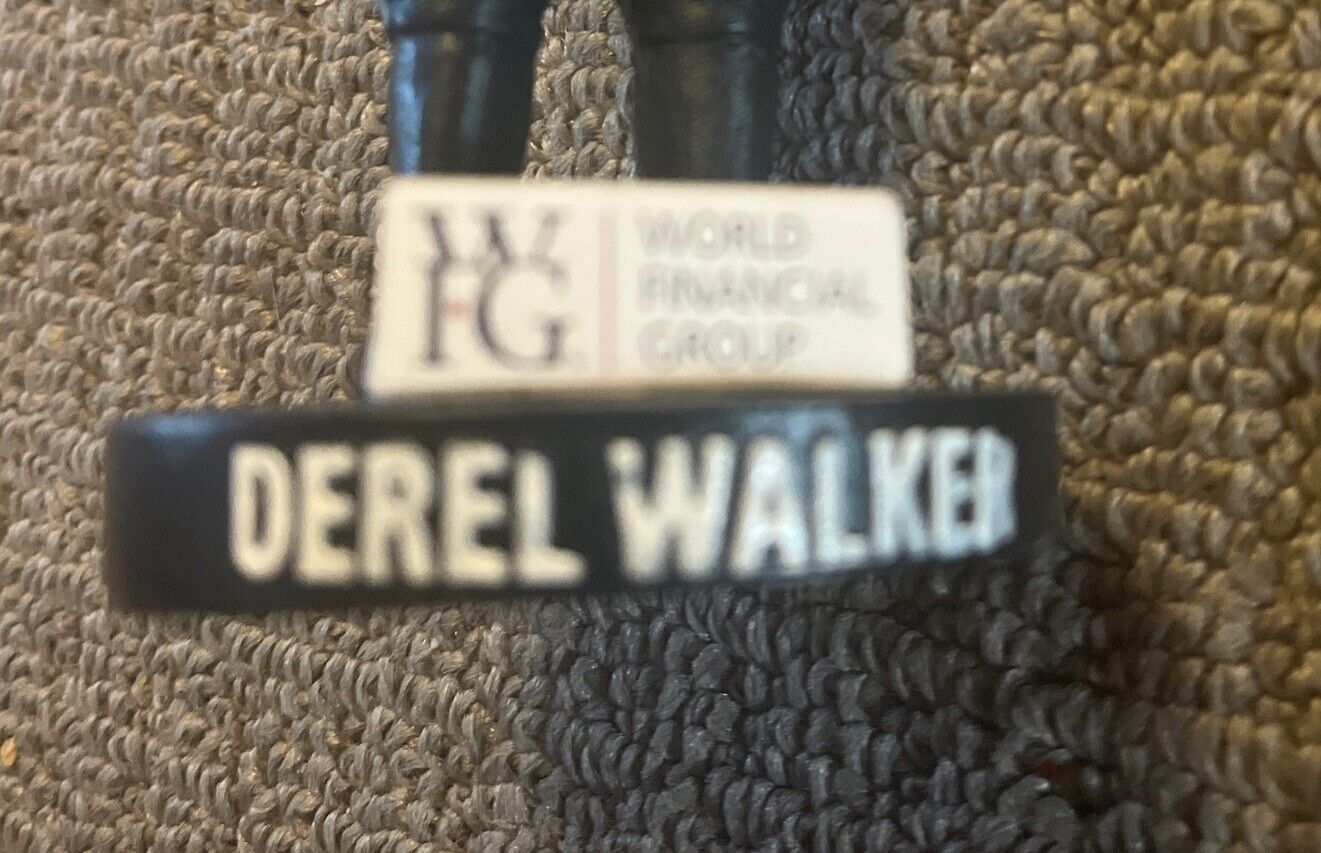 WFG
WORLD
FINANCIAL
GROUP
DEREL WALKER